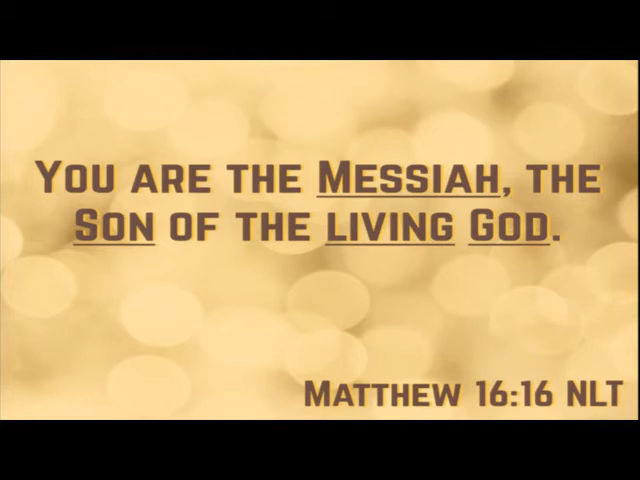 You are the Messiah, the
Son of the living God.
Matthew 16:16 NLT